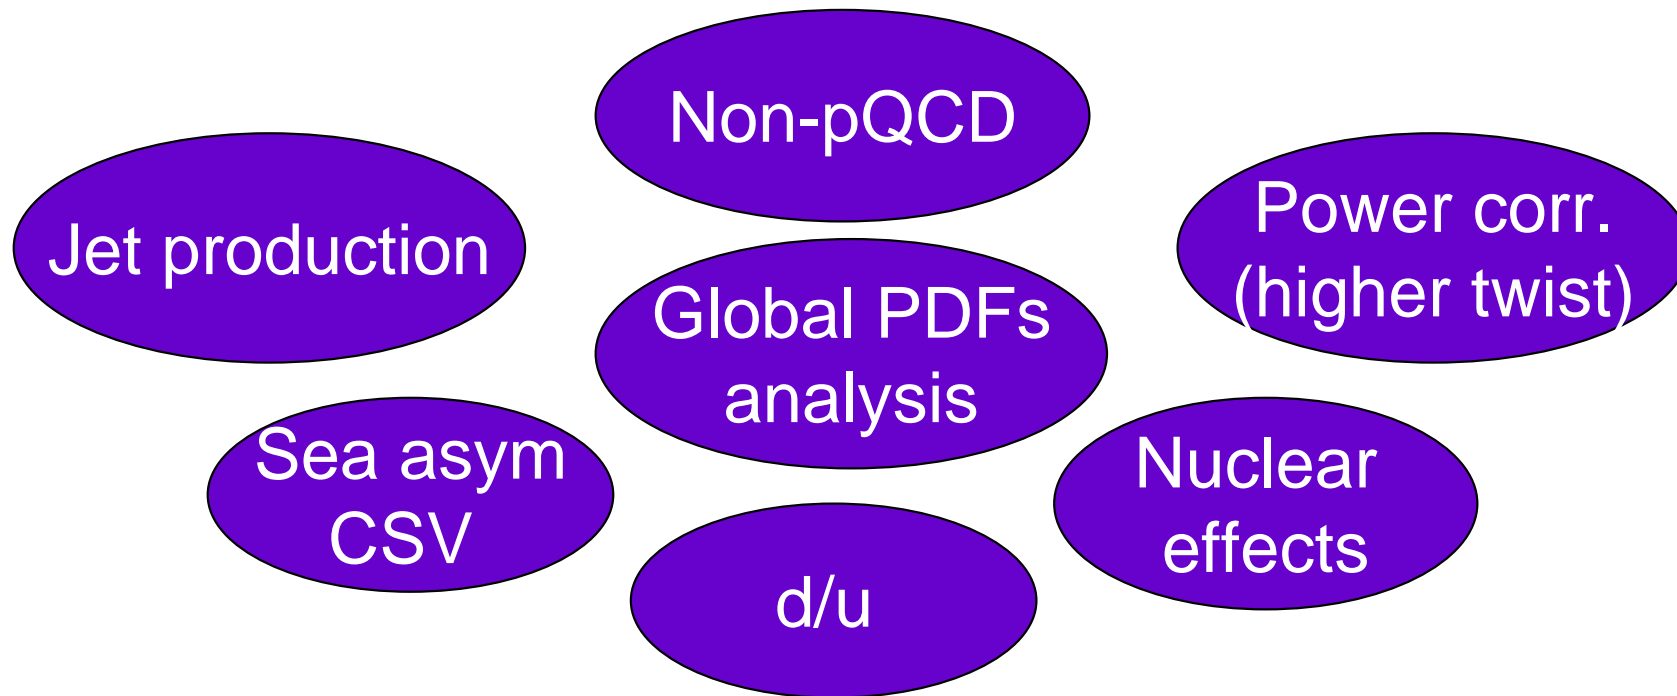 Non-pQCD
Jet production
Power corr.
(higher twist)
Global PDFs
analysis
Sea asym
CSV
Nuclear
effects
d/u